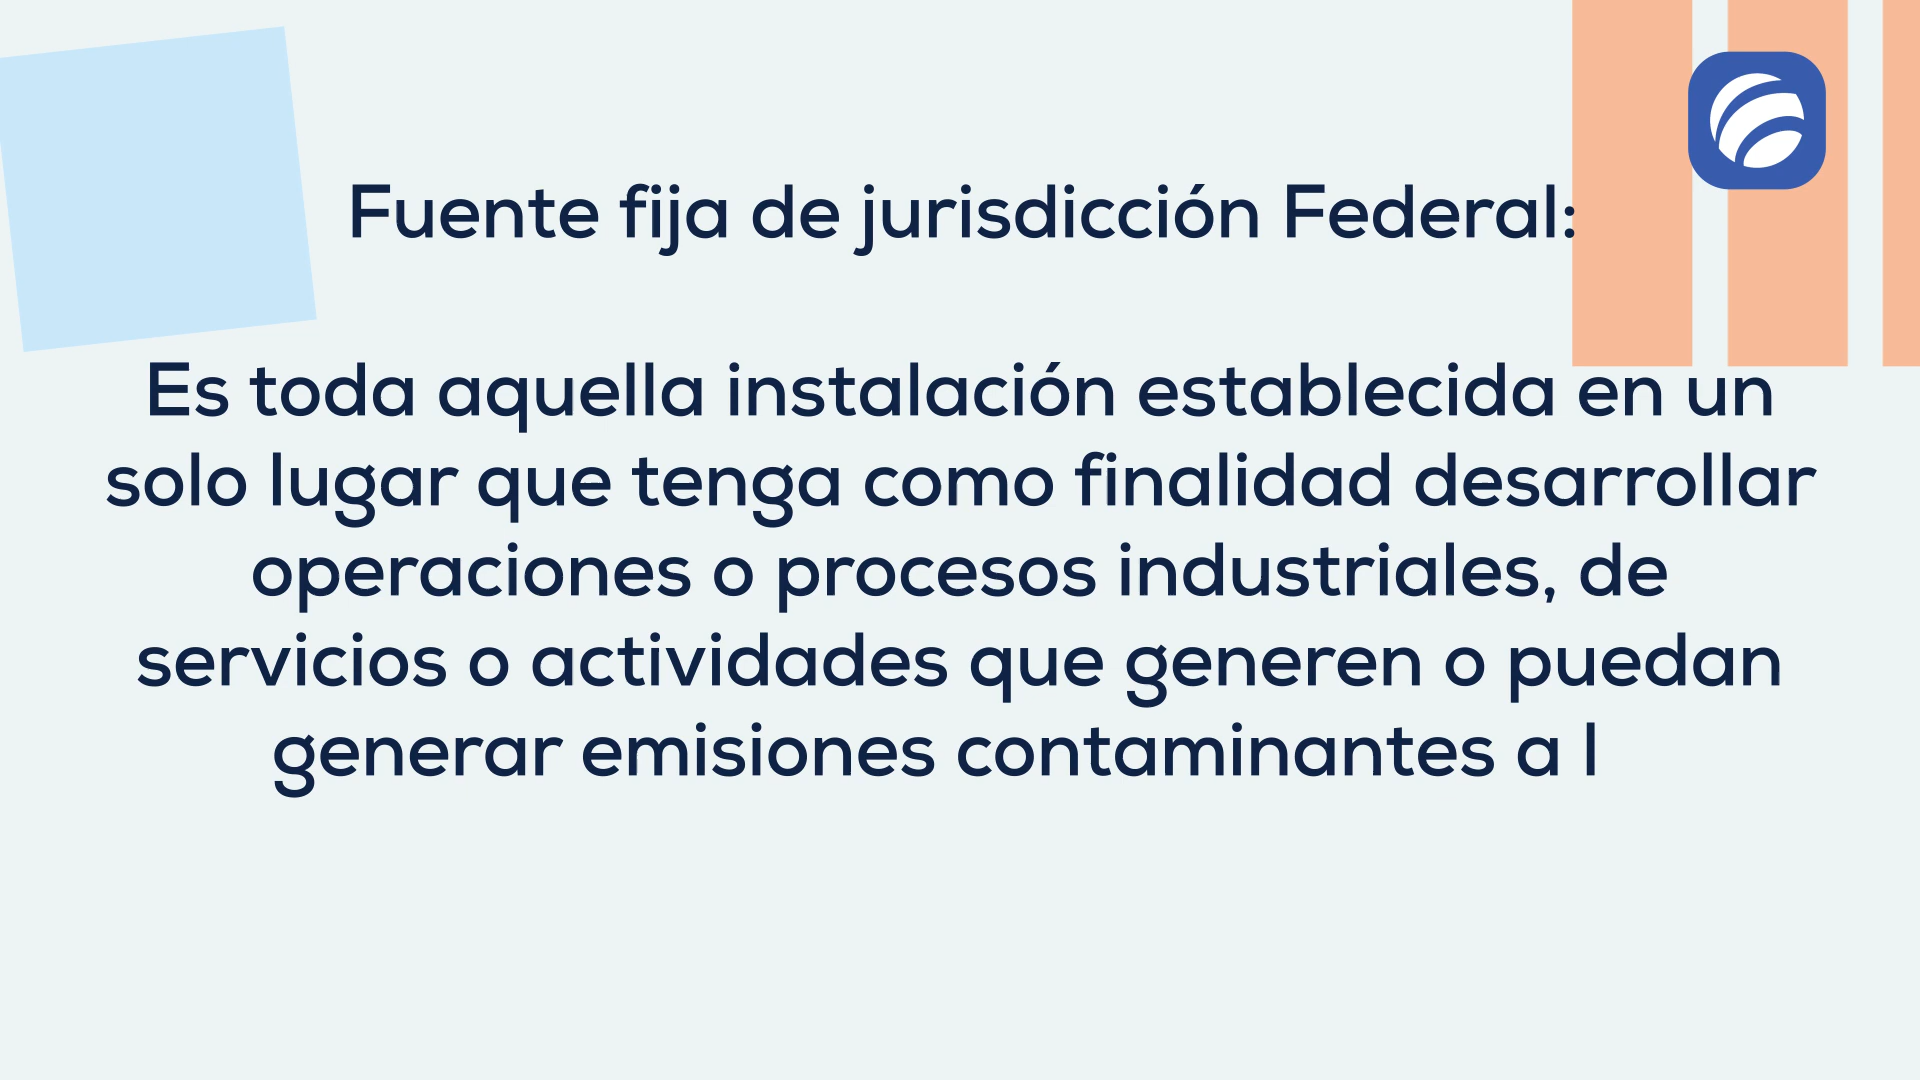 Fuente fija de jurisdicción Federal:
Es toda aquella instalación establecida en un
solo lugar que tenga como finalidad desarrollar
operaciones o procesos industriales, de
servicios o actividades que generen o puedan
generar emisiones contaminantes a l